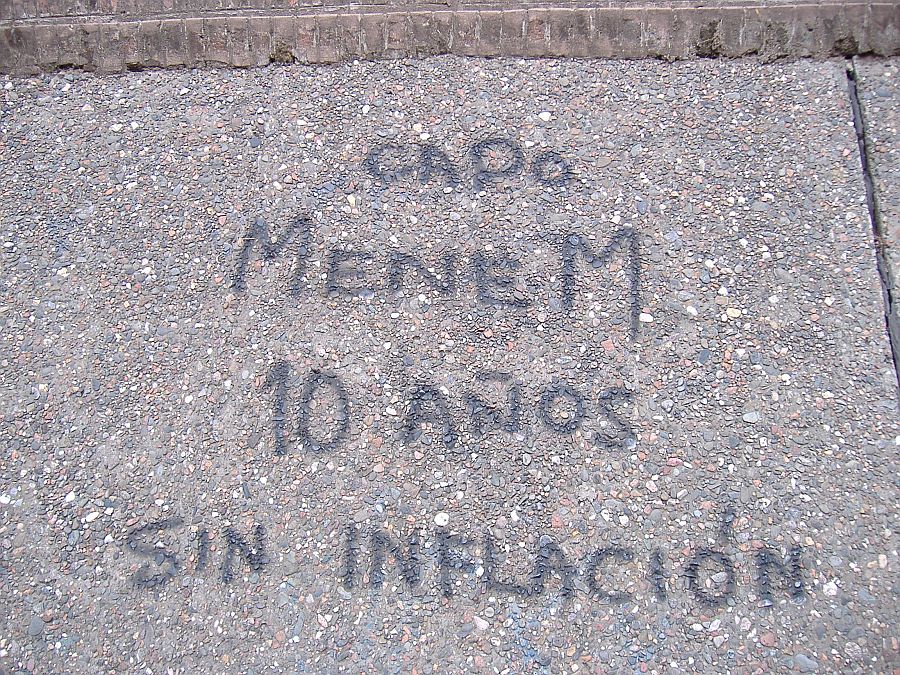 CAPO
MENEM
10 AÑOS
SIN INFLACIÓN